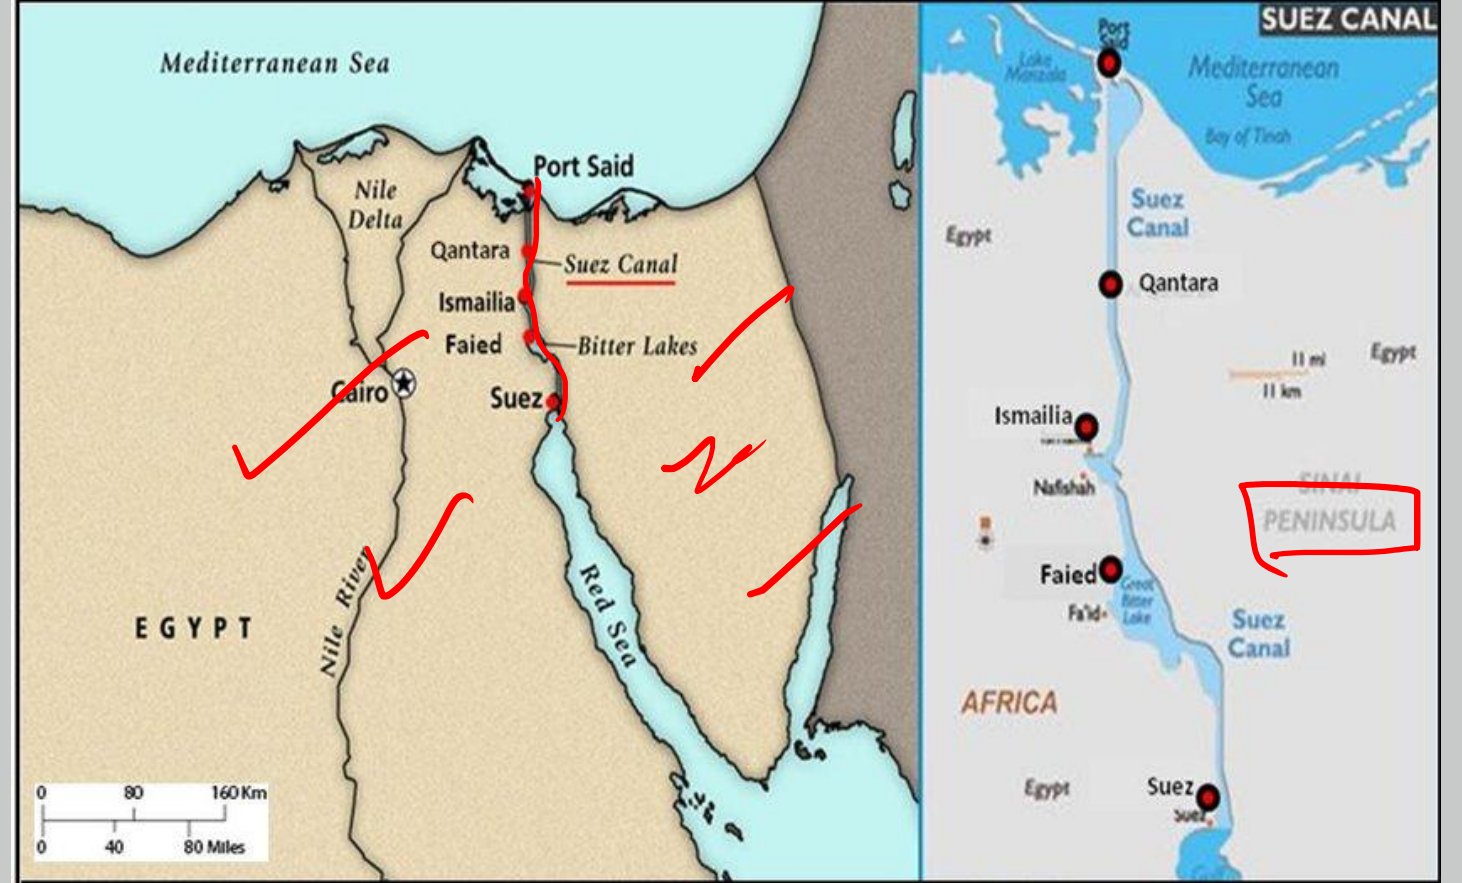 Mediterranean Sea
Port Said
Nile
Delta
Qantara
Suez Canal
Ismailia
Faied
Bitter Lakes
Cairo
Suez
Nile River
Red Sea
EGYPT
0 80 160 Km
0 40 80 Miles
SUEZ CANAL
Port
Said
Lake
Manzala
Mediterranean
Sea
Bay of Tinah
Suez
Canal
Egypt
Qantara
11 mi
11 km
Egypt
Ismailia
Nafishah
SINAI
PENINSULA
Faied
Great
Bitter
Lake
Fa'id
Suez
Canal
AFRICA
Egypt
Suez
Suez
Gulf